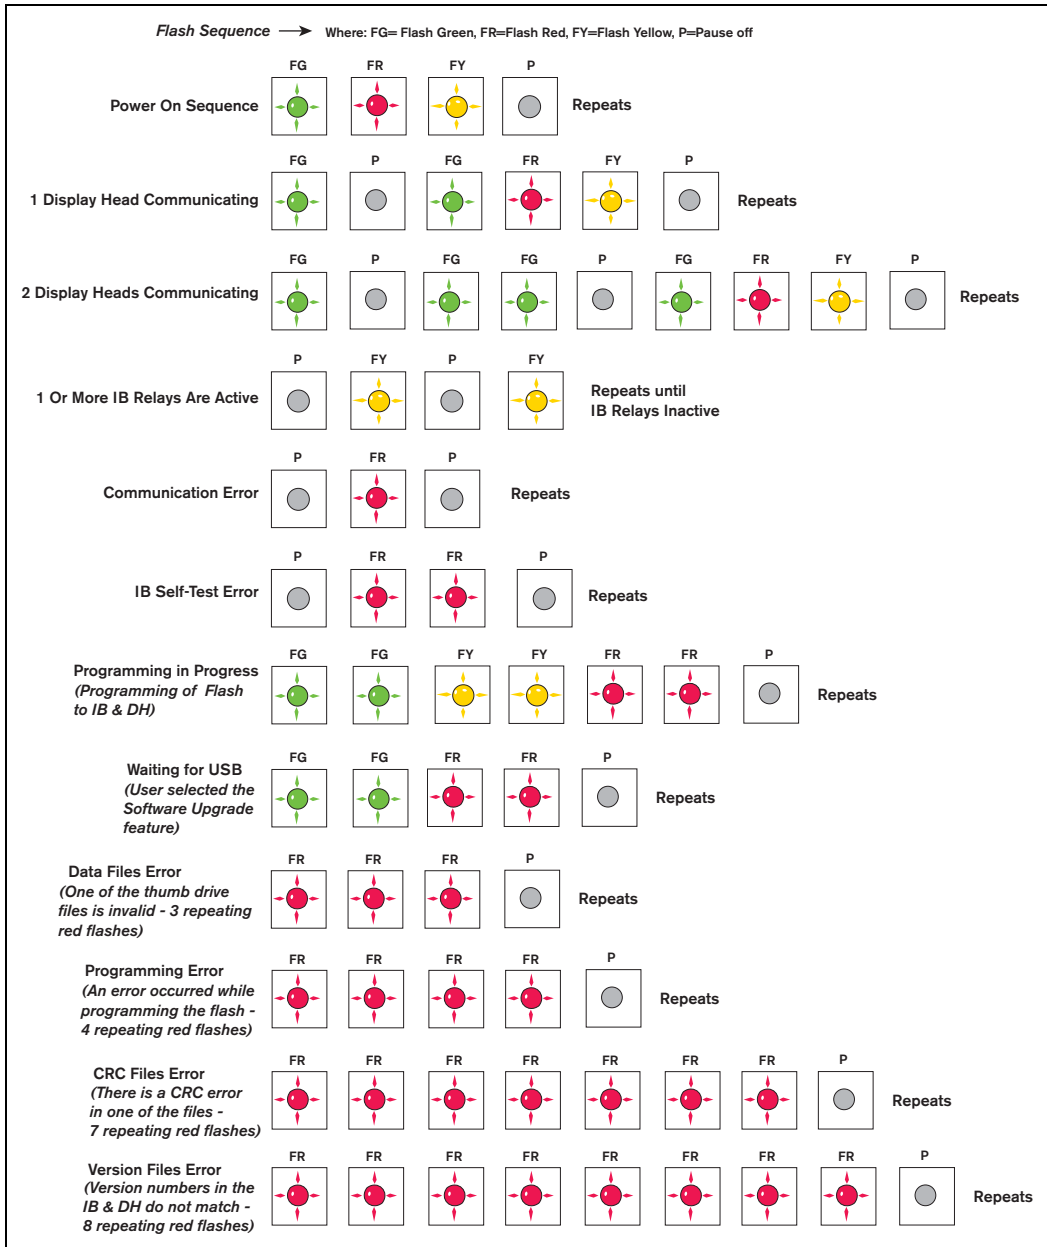 Flash Sequence Where: FG= Flash Green, FR=Flash Red, FY=Flash Yellow, P=Pause off
FG FR FY P
Power On Sequence Repeats
FG P FG FR FY P
1 Display Head Communicating Repeats
FG P FG FG P FG FR FY P
2 Display Heads Communicating Repeats
P FY P FY
1 Or More IB Relays Are Active Repeats until
IB Relays Inactive
P FR P
Communication Error Repeats
P FR FR P
IB Self-Test Error Repeats
FG FG FY FY FR FR P
Programming in Progress
(Programming of Flash
to IB & DH)
Repeats
FG FG FR FR P
Waiting for USB
(User selected the
Software Upgrade
feature)
Repeats
FR FR FR P
Data Files Error
(One of the thumb drive
files is invalid - 3 repeating
red flashes)
Repeats
FR FR FR FR P
Programming Error
(An error occurred while
programming the flash -
4 repeating red flashes)
Repeats
FR FR FR FR FR FR FR P
CRC Files Error
(There is a CRC error
in one of the files -
7 repeating red flashes)
Repeats
FR FR FR FR FR FR FR FR P
Version Files Error
(Version numbers in the
IB & DH do not match -
8 repeating red flashes)
Repeats